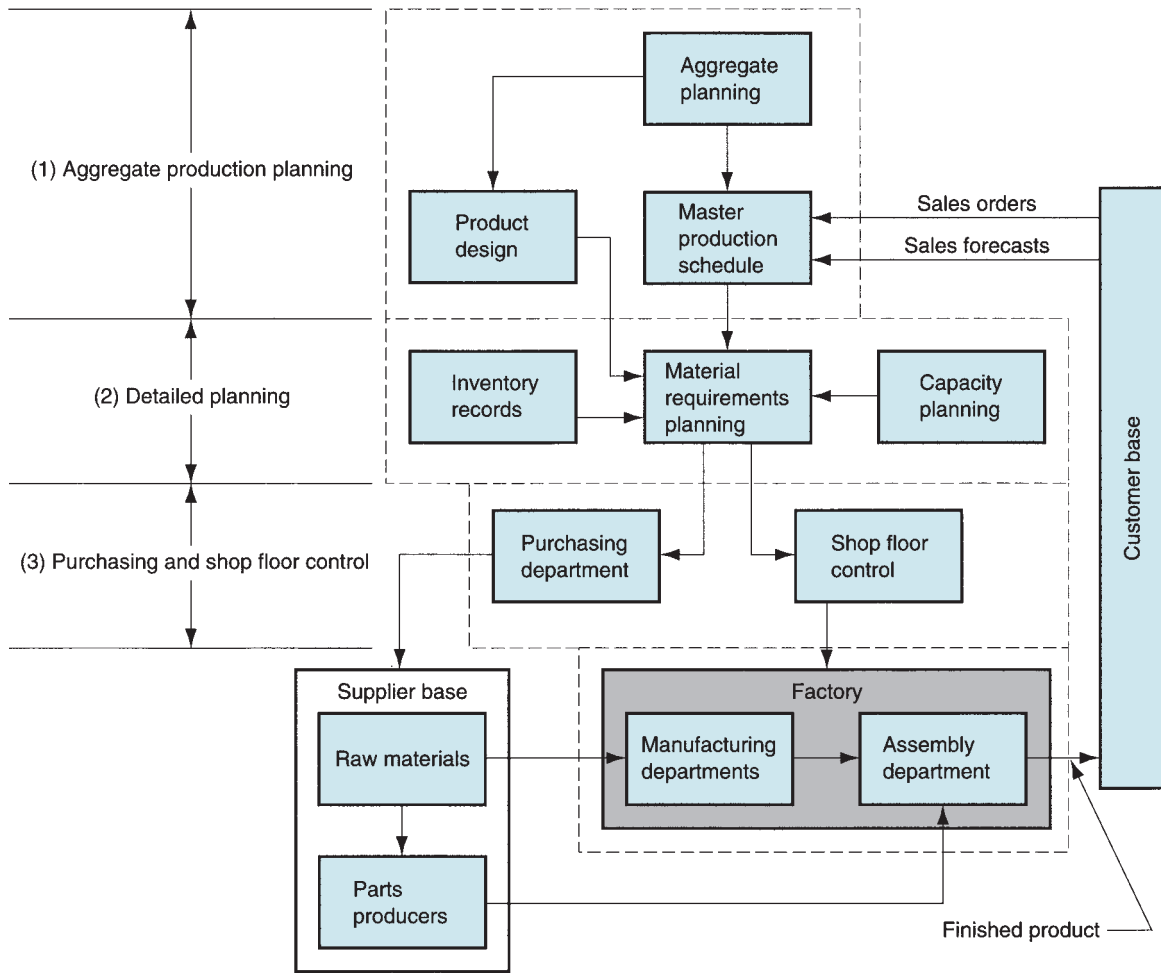 Aggregate
planning
(1) Aggregate production planning
Product
design
Master
production
schedule
Sales orders
Sales forecasts
Customer base
(2) Detailed planning
Inventory
records
Material
requirements
planning
Capacity
planning
(3) Purchasing and shop floor control
Purchasing
department
Shop floor
control
Supplier base
Raw materials
Parts
producers
Factory
Manufacturing
departments
Assembly
department
Finished product